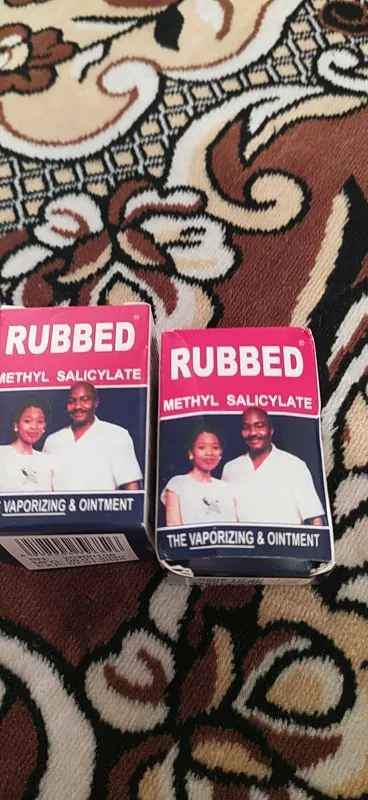 RUBBED®
METHYL SALICYLATE
VAPORIZING & OINTMENT
RUBBED®
METHYL SALICYLATE
THE VAPORIZING & OINTMENT